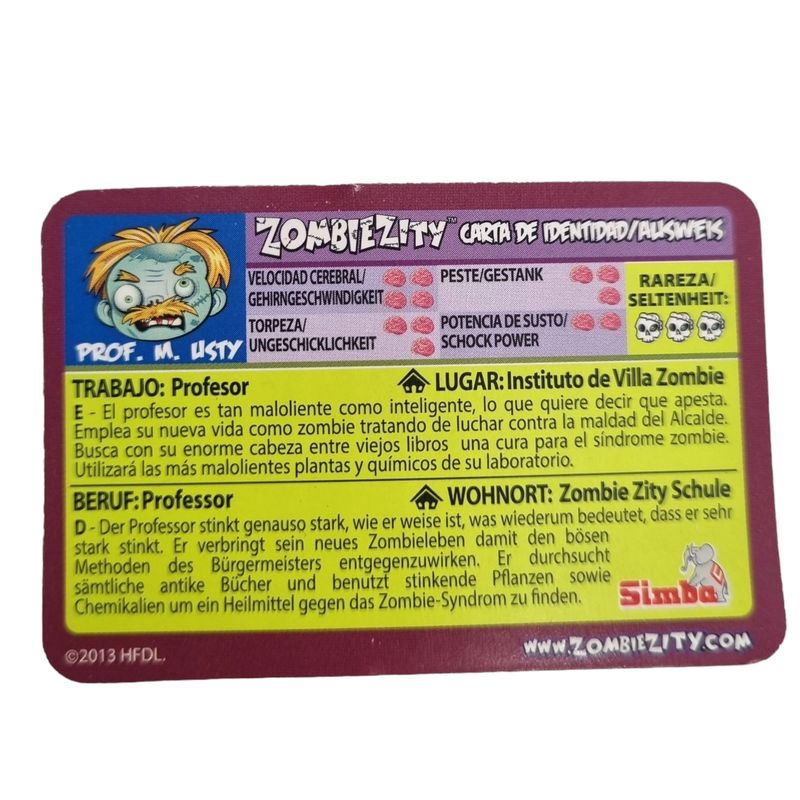 ZOMBIEZITY™ CARTA DE IDENTIDAD/AUSWEIS
PROF. M. USTY
VELOCIDAD CEREBRAL/
GEHIRNGESCHWINDIGKEIT
PESTE/GESTANK
TORPEZA/
UNGESCHICKLICHKEIT
POTENCIA DE SUSTO/
SCHOCK POWER
RAREZA/
SELTENHEIT:
TRABAJO: Profesor
LUGAR: Instituto de Villa Zombie
E - El profesor es tan maloliente como inteligente, lo que quiere decir que apesta.
Emplea su nueva vida como zombie tratando de luchar contra la maldad del Alcalde.
Busca con su enorme cabeza entre viejos libros una cura para el síndrome zombie.
Utilizará las más malolientes plantas y químicos de su laboratorio.
BERUF: Professor
WOHNORT: Zombie Zity Schule
D - Der Professor stinkt genauso stark, wie er weise ist, was wiederum bedeutet, dass er sehr
stark stinkt. Er verbringt sein neues Zombieleben damit den bösen
Methoden des Bürgermeisters entgegenzuwirken. Er durchsucht
sämtliche antike Bücher und benutzt stinkende Pflanzen sowie
Chemikalien um ein Heilmittel gegen das Zombie-Syndrom zu finden.
Simba
©2013 HFDL.
WWW.ZOMBIEZITY.COM